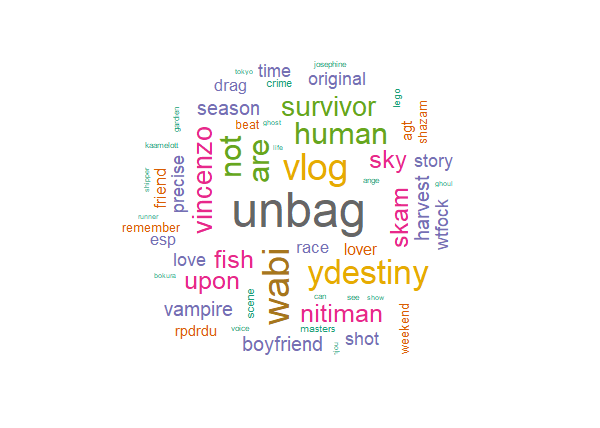 josephine
tokyo
time
crime
original
drag
lego
season
survivor
garden
beat
ghost
human
agt
shazam
not
are
life
kaamelott
vincenzo
vlog
sky
story
precise
friend
shipper
ange
ghoul
skam
harvest
wtfock
unbag
runner
remember
esp
race
lover
love
fish
wabi
ydestiny
bokura
upon
scene
can
see
show
vampire
nitiman
weekend
rpdrdu
voice
masters
boyfriend
shot